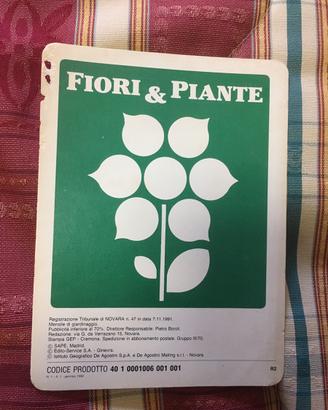 FIORI & PIANTE
Registrazione Tribunale di NOVARA n. 47 in data 7.11.1991.
Mensile di giardinaggio.
Pubblicità inferiore al 70%. Direttore Responsabile: Pietro Boroli.
Redazione: via G. da Verrazano 15, Novara.
Stampa GEP - Cremona. Spedizione in abbonamento postale. Gruppo III/70.
© SAPE, Madrid.
© Edito-Service S.A. - Ginevra.
© Istituto Geografico De Agostini S.p.A. e De Agostini Making s.r.l. - Novara.
CODICE PRODOTTO 40 1 0001006 001 001
R2